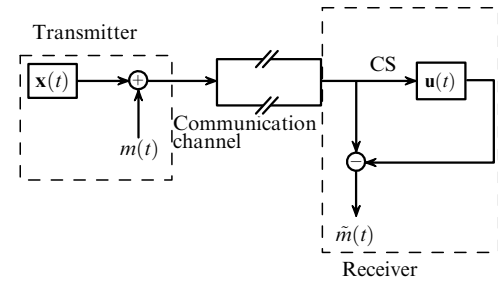 Transmitter
x(t)
+
m(t)
Communication
channel
CS
u(t)
−
m̃(t)
Receiver